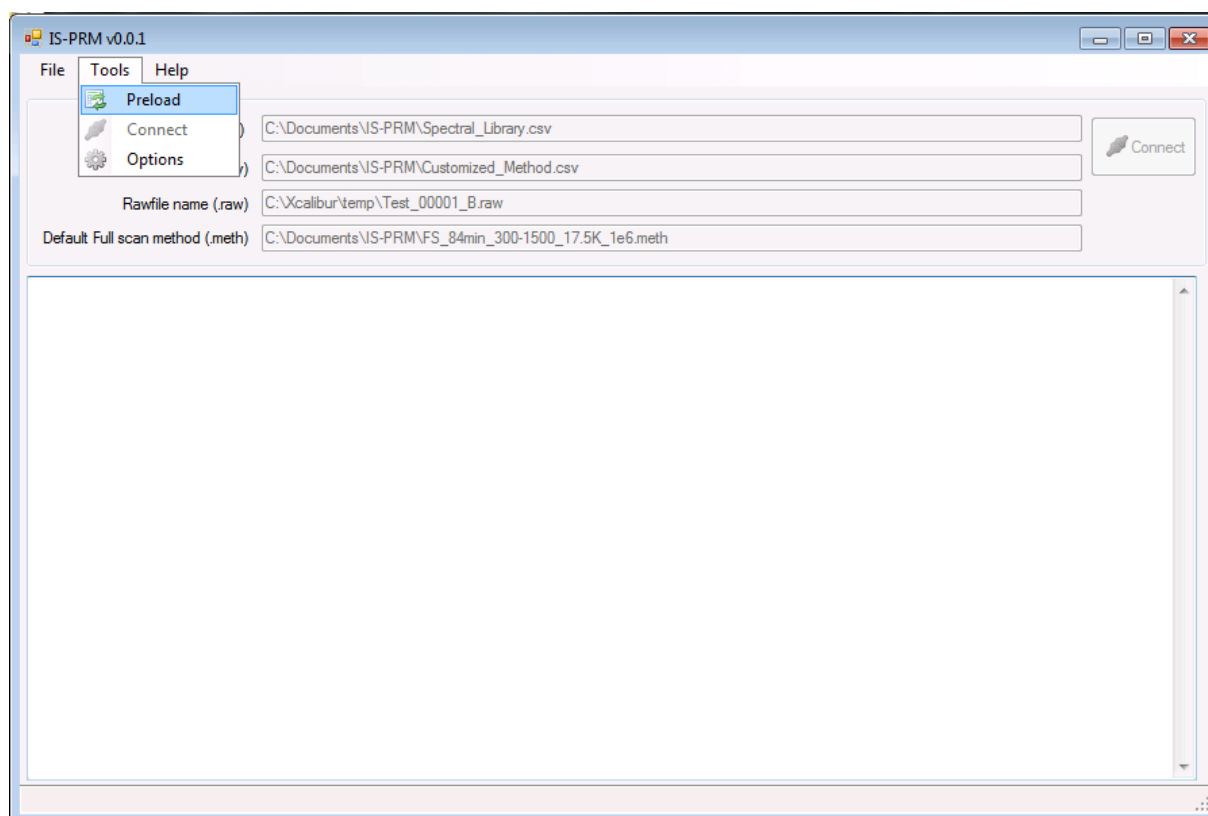 IS-PRM v0.0.1
File Tools Help
Preload
Connect ) C:\Documents\IS-PRM\Spectral_Library.csv Connect
Options v) C:\Documents\IS-PRM\Customized_Method.csv
Rawfile name (.raw) C:\Xcalibur\temp\Test_00001_B.raw
Default Full scan method (.meth) C:\Documents\IS-PRM\FS_84min_300-1500_17.5K_1e6.meth